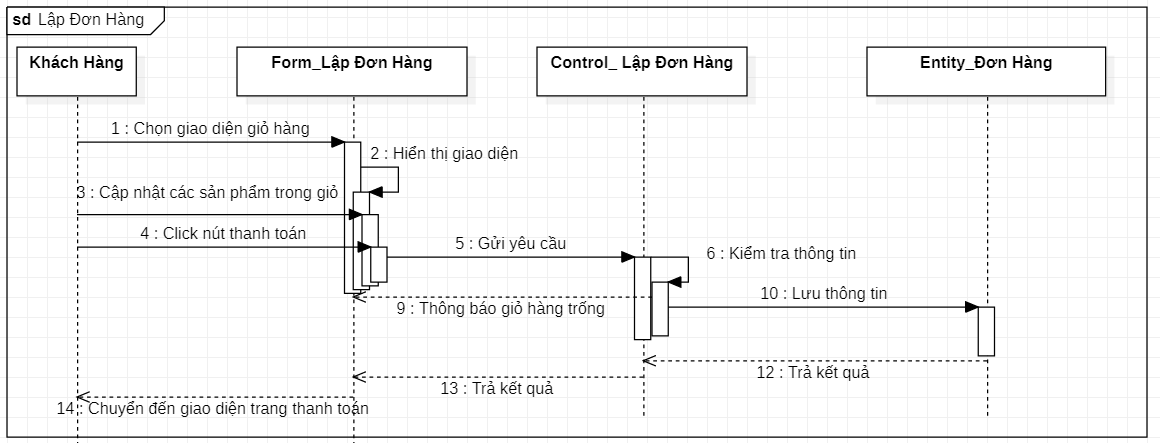 sd Lập Đơn Hàng
Khách Hàng
Form_Lập Đơn Hàng
Control_ Lập Đơn Hàng
Entity_Đơn Hàng
1 : Chọn giao diện giỏ hàng
2 : Hiển thị giao diện
3 : Cập nhật các sản phẩm trong giỏ
4 : Click nút thanh toán
5 : Gửi yêu cầu
6 : Kiểm tra thông tin
10 : Lưu thông tin
9 : Thông báo giỏ hàng trống
12 : Trả kết quả
13 : Trả kết quả
14 : Chuyển đến giao diện trang thanh toán